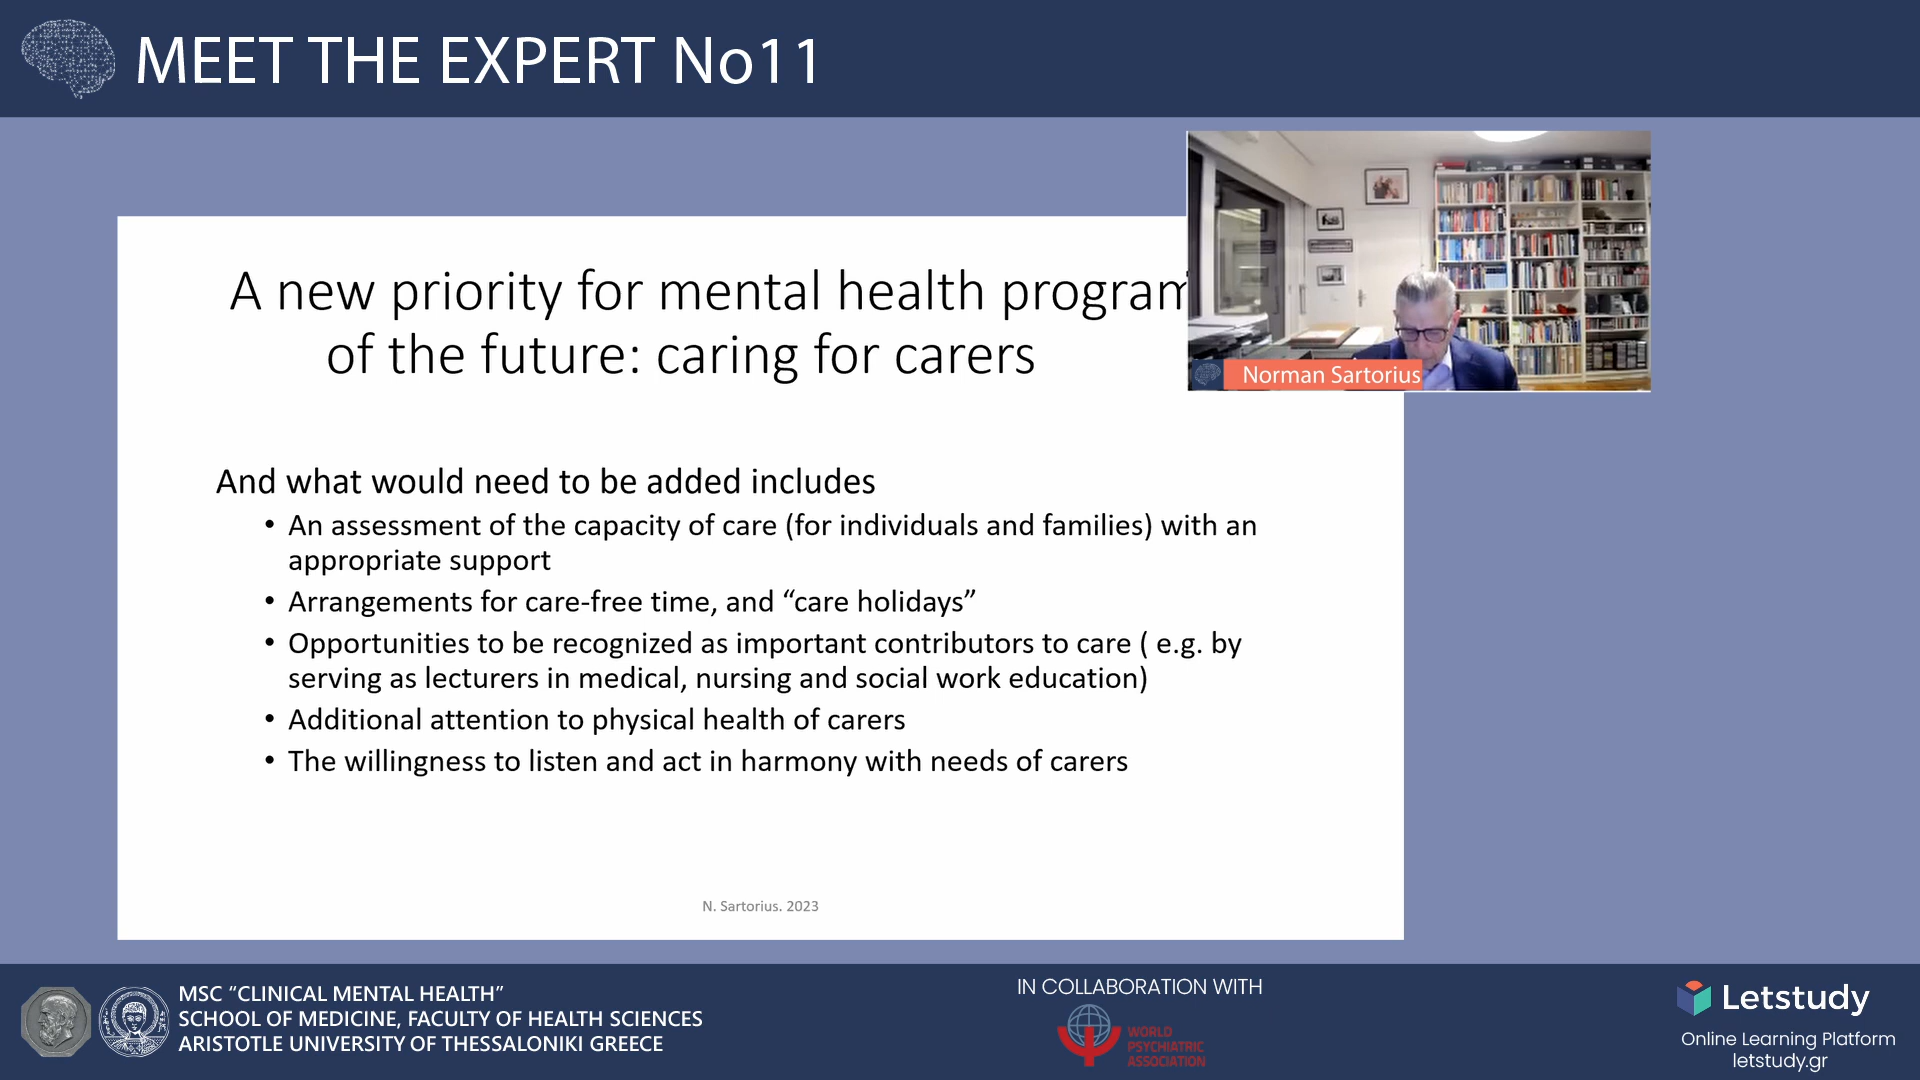 MEET THE EXPERT No11
A new priority for mental health program
of the future: caring for carers
Norman Sartorius
And what would need to be added includes
• An assessment of the capacity of care (for individuals and families) with an
appropriate support
• Arrangements for care-free time, and “care holidays”
• Opportunities to be recognized as important contributors to care ( e.g. by
serving as lecturers in medical, nursing and social work education)
• Additional attention to physical health of carers
• The willingness to listen and act in harmony with needs of carers
N. Sartorius. 2023
MSC “CLINICAL MENTAL HEALTH”
SCHOOL OF MEDICINE, FACULTY OF HEALTH SCIENCES
ARISTOTLE UNIVERSITY OF THESSALONIKI GREECE
IN COLLABORATION WITH
WORLD
PSYCHIATRIC
ASSOCIATION
Letstudy
Online Learning Platform
letstudy.gr